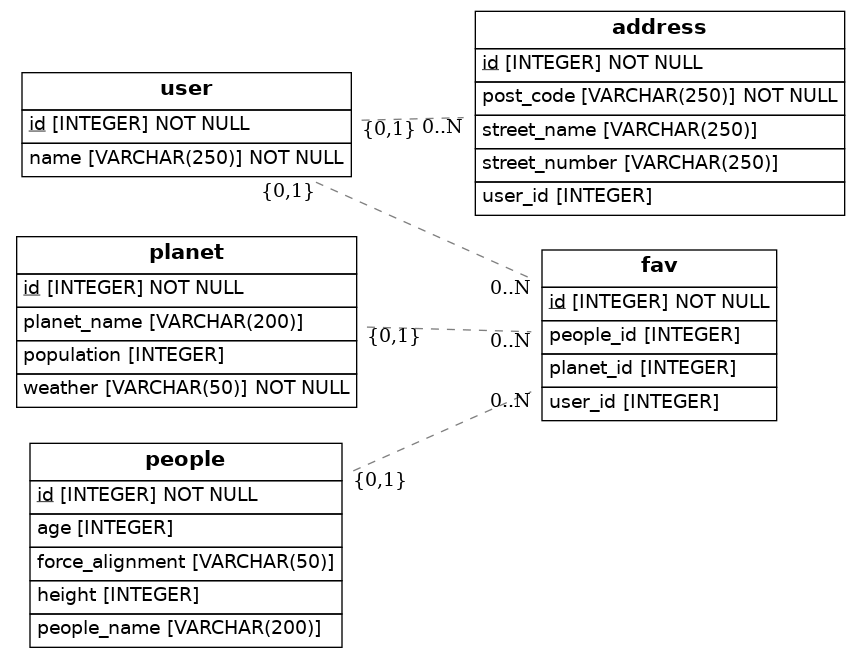 user
id [INTEGER] NOT NULL
name [VARCHAR(250)] NOT NULL
{0,1}
0..N
address
id [INTEGER] NOT NULL
post_code [VARCHAR(250)] NOT NULL
street_name [VARCHAR(250)]
street_number [VARCHAR(250)]
user_id [INTEGER]
{0,1}
0..N
planet
id [INTEGER] NOT NULL
planet_name [VARCHAR(200)]
population [INTEGER]
weather [VARCHAR(50)] NOT NULL
{0,1}
0..N
fav
id [INTEGER] NOT NULL
people_id [INTEGER]
planet_id [INTEGER]
user_id [INTEGER]
0..N
{0,1}
people
id [INTEGER] NOT NULL
age [INTEGER]
force_alignment [VARCHAR(50)]
height [INTEGER]
people_name [VARCHAR(200)]